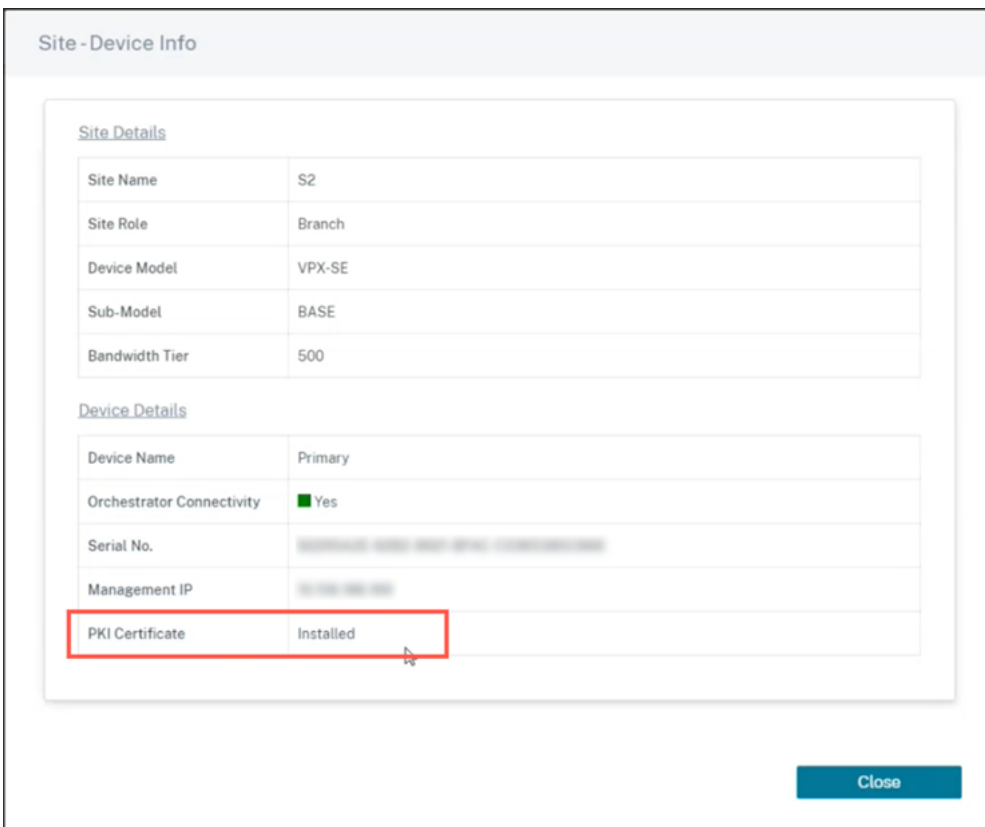 Site - Device Info
Site Details
Site Name S2
Site Role Branch
Device Model VPX-SE
Sub-Model BASE
Bandwidth Tier 500
Device Details
Device Name Primary
Orchestrator Connectivity Yes
Serial No.
Management IP
PKI Certificate Installed
Close